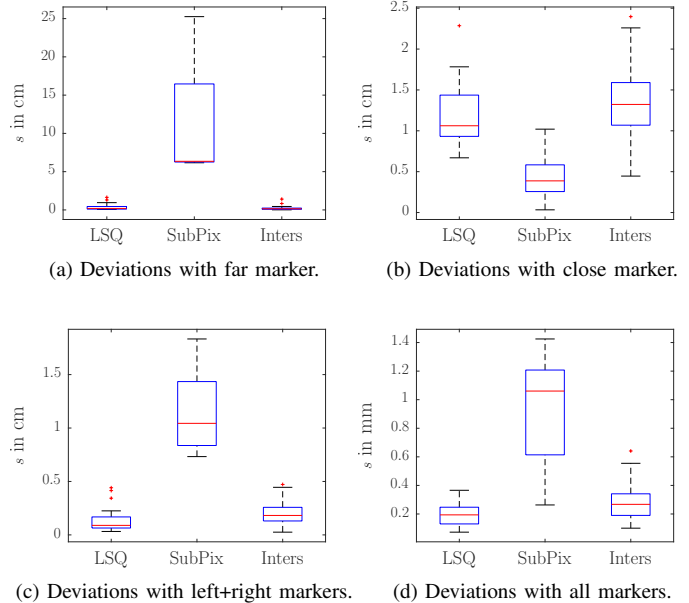 25
20
15
10
5
0
s in cm
LSQ SubPix Inters
(a) Deviations with far marker.
2.5
2
1.5
1
0.5
0
s in cm
LSQ SubPix Inters
(b) Deviations with close marker.
1.5
1
0.5
0
s in cm
LSQ SubPix Inters
(c) Deviations with left+right markers.
1.4
1.2
1
0.8
0.6
0.4
0.2
s in mm
LSQ SubPix Inters
(d) Deviations with all markers.